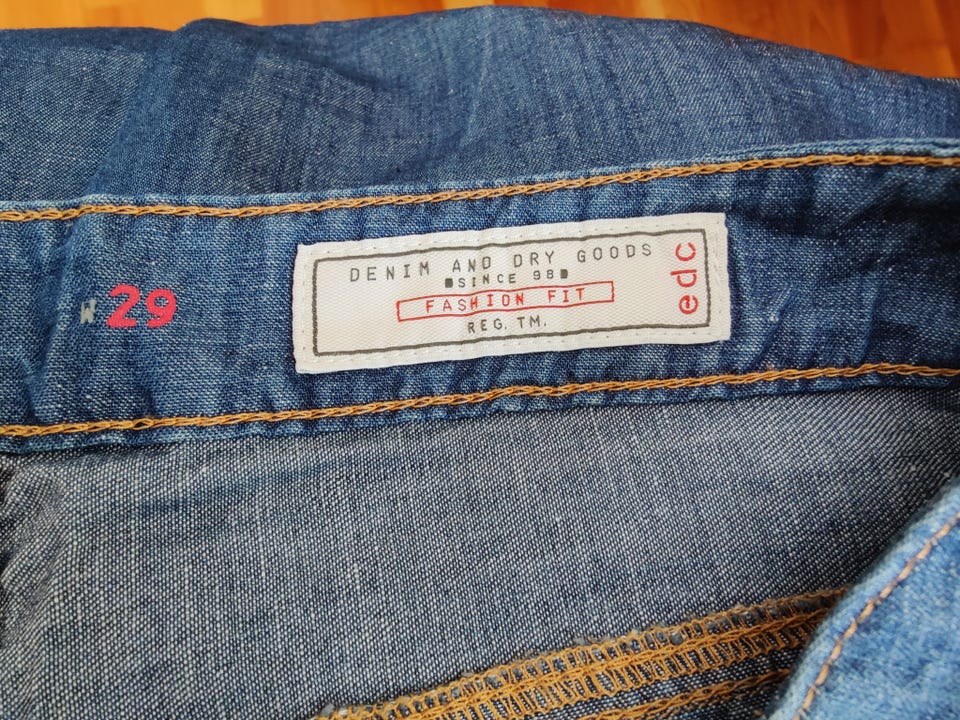 W 29
DENIM AND DRY GOODS
SINCE 98
FASHION FIT
REG. TM.
edc